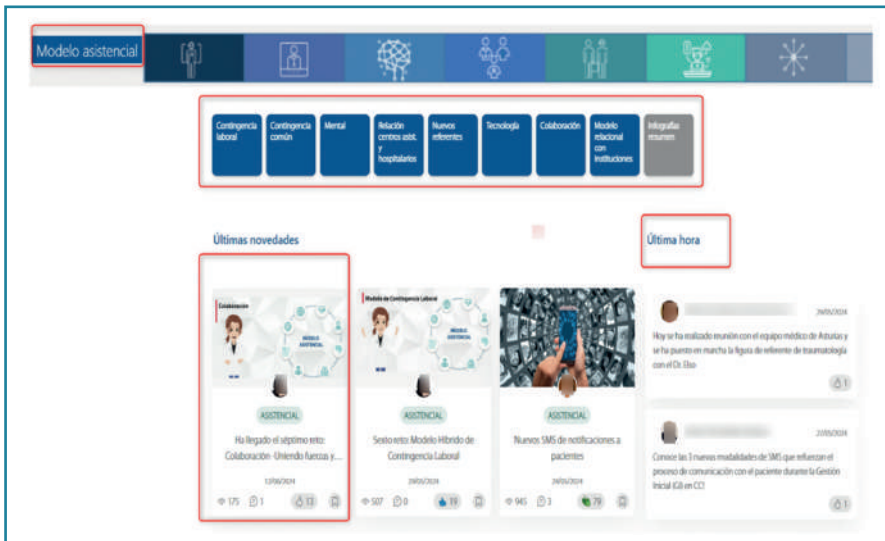 Modelo asistencial
Contingencia
laboral
Contingencia
común
Mental
Relación
centros asist.
y
hospitalarios
Nuevos
referentes
Tecnología
Colaboración
Modelo
relacional
con
instituciones
Infografías
resumen
Últimas novedades
Última hora
Colaboración
MODELO
ASISTENCIAL
ASISTENCIAL
Ha llegado el séptimo reto:
Colaboración -Uniendo fuerzas y....
12/06/2024
175 1 13
Modelo de Contingencia Laboral
MODELO
ASISTENCIAL
ASISTENCIAL
Sexto reto: Modelo Híbrido de
Contingencia Laboral
29/05/2024
507 0 19
ASISTENCIAL
Nuevos SMS de notificaciones a
pacientes
29/05/2024
945 3 79
29/05/2024
Hoy se ha realizado reunión con el equipo médico de Asturias y
se ha puesto en marcha la figura de referente de traumatología
con el Dr. Elso
1
27/05/2024
Conoce las 3 nuevas modalidades de SMS que refuerzan el
proceso de comunicación con el paciente durante la Gestión
Inicial (GI) en CC!
1